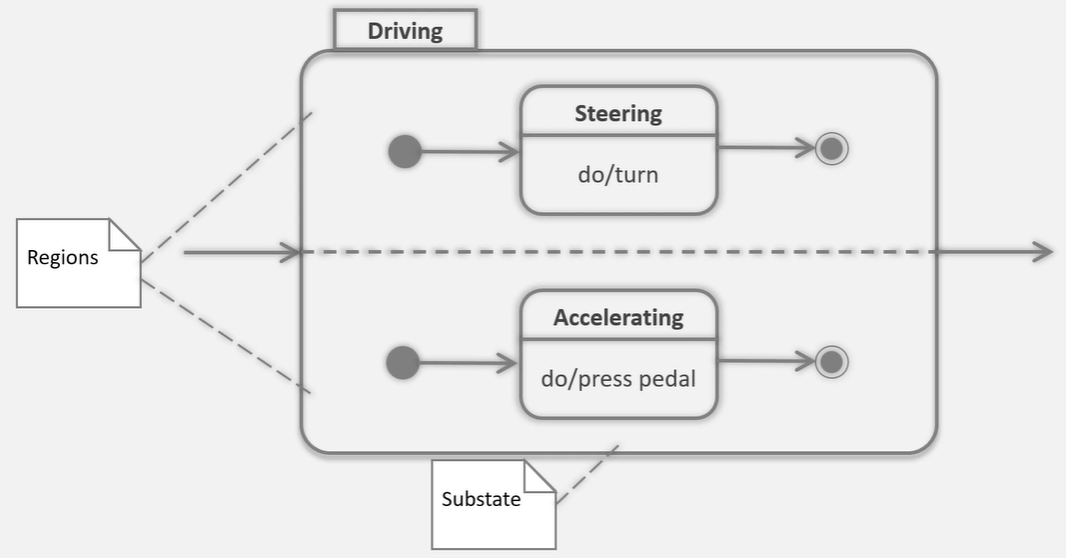 Driving
Steering
do/turn
Regions
Accelerating
do/press pedal
Substate